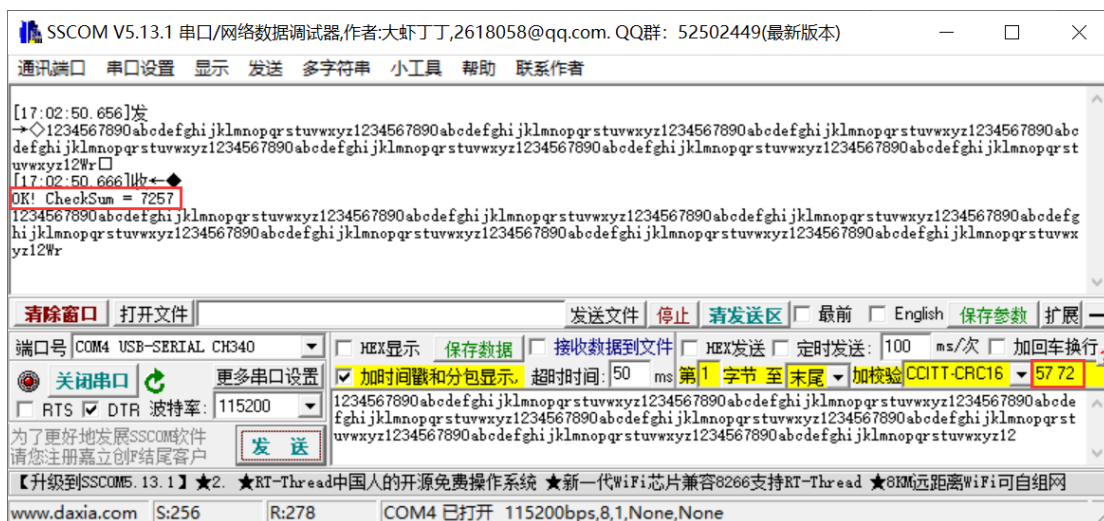 SSCOM V5.13.1 串口/网络数据调试器,作者:大虾丁丁,2618058@qq.com. QQ群：52502449(最新版本)
通讯端口 串口设置 显示 发送 多字符串 小工具 帮助 联系作者
[17:02:50.656]发
→◇1234567890abcdefghijklmnopqrstuvwxyz1234567890abcdefghijklmnopqrstuvwxyz1234567890abcdefghijklmnopqrstuvwxyz1234567890abc
defghijklmnopqrstuvwxyz1234567890abcdefghijklmnopqrstuvwxyz1234567890abcdefghijklmnopqrstuvwxyz1234567890abcdefghijklmnopqrst
uvwxyz12Wr□
[17:02:50.666]收←◆
OK! CheckSum = 7257
1234567890abcdefghijklmnopqrstuvwxyz1234567890abcdefghijklmnopqrstuvwxyz1234567890abcdefghijklmnopqrstuvwxyz1234567890abcdefg
hijklmnopqrstuvwxyz1234567890abcdefghijklmnopqrstuvwxyz1234567890abcdefghijklmnopqrstuvwxyz1234567890abcdefghijklmnopqrstuvwx
yz12Wr
清除窗口 打开文件 发送文件 停止 清发送区 最前 English 保存参数 扩展 —
端口号 COM4 USB-SERIAL CH340 HEX显示 保存数据 接收数据到文件 HEX发送 定时发送: 100 ms/次 加回车换行
关闭串口 更多串口设置 加时间戳和分包显示, 超时时间: 50 ms 第 1 字节 至 末尾 加校验 CCITT-CRC16 57 72
RTS DTR 波特率: 115200
1234567890abcdefghijklmnopqrstuvwxyz1234567890abcdefghijklmnopqrstuvwxyz1234567890abcdefghijklmnopqrstuvwxyz1234567890abcde
fghijklmnopqrstuvwxyz1234567890abcdefghijklmnopqrstuvwxyz1234567890abcdefghijklmnopqrstuvwxyz1234567890abcdefghijklmnopqrst
uvwxyz1234567890abcdefghijklmnopqrstuvwxyz1234567890abcdefghijklmnopqrstuvwxyz12
为了更好地发展SSCOM软件
请您注册嘉立创F结尾客户
发 送
【升级到SSCOM5.13.1】★2. ★RT-Thread中国人的开源免费操作系统 ★新一代WiFi芯片兼容8266支持RT-Thread ★8KM远距离WiFi可自组网
www.daxia.com S:256 R:278 COM4 已打开 115200bps,8,1,None,None